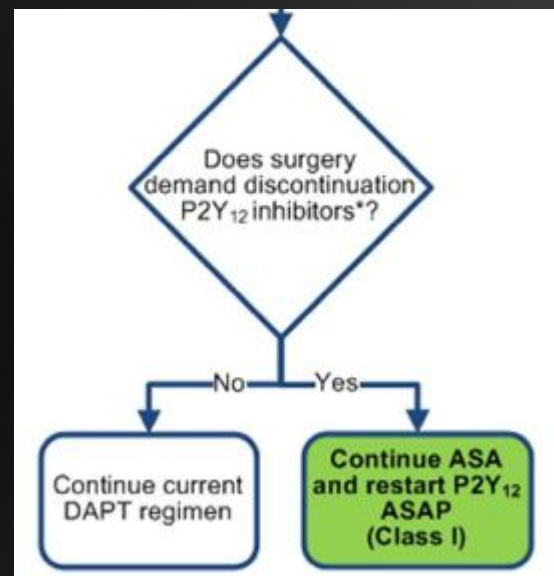 Does surgery
demand discontinuation
P2Y₁₂ inhibitors*?
No
Yes
Continue current
DAPT regimen
Continue ASA
and restart P2Y₁₂
ASAP
(Class I)